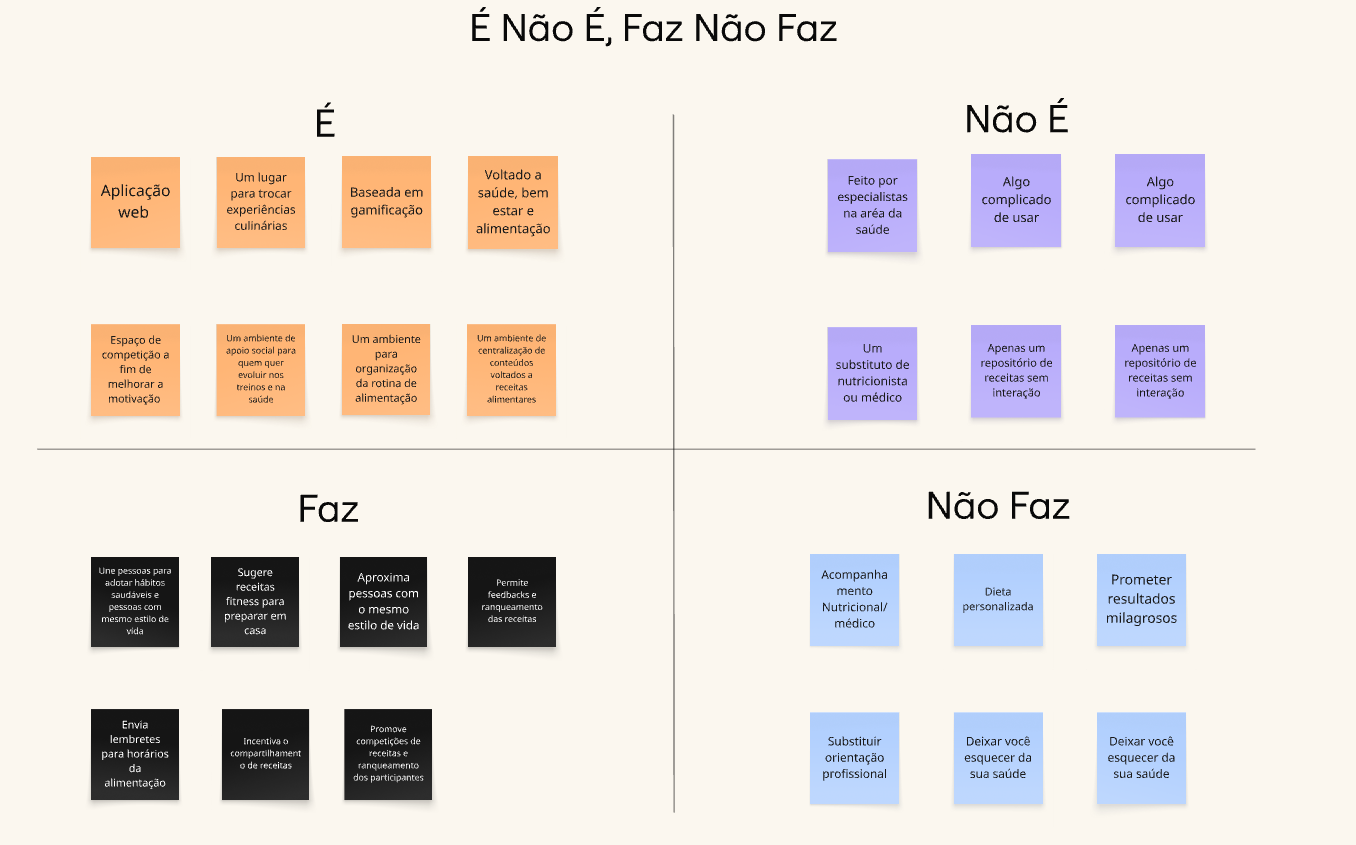 É Não É, Faz Não Faz
É
Aplicação
web
Um lugar
para trocar
experiências
culinárias
Baseada em
gamificação
Voltado a
saúde, bem
estar e
alimentação
Espaço de
competição a
fim de
melhorar a
motivação
Um ambiente de
apoio social para
quem quer
evoluir nos
treinos e na
saúde
Um ambiente
para
organização
da rotina de
alimentação
Um ambiente de
centralização de
conteúdos
voltados a
receitas
alimentares
Não É
Feito por
especialistas
na aréa da
saúde
Algo
complicado
de usar
Algo
complicado
de usar
Um
substituto de
nutricionista
ou médico
Apenas um
repositório de
receitas sem
interação
Apenas um
repositório de
receitas sem
interação
Faz
Une pessoas para
adotar hábitos
saudáveis e
pessoas com
mesmo estilo de
vida
Sugere
receitas
fitness para
preparar em
casa
Aproxima
pessoas com
o mesmo
estilo de vida
Permite
feedbacks e
ranqueamento
das receitas
Envia
lembretes
para horários
da
alimentação
Incentiva o
compartilhament
o de receitas
Promove
competições de
receitas e
ranqueamento
dos participantes
Não Faz
Acompanha
mento
Nutricional/
médico
Dieta
personalizada
Prometer
resultados
milagrosos
Substituir
orientação
profissional
Deixar você
esquecer da
sua saúde
Deixar você
esquecer da
sua saúde